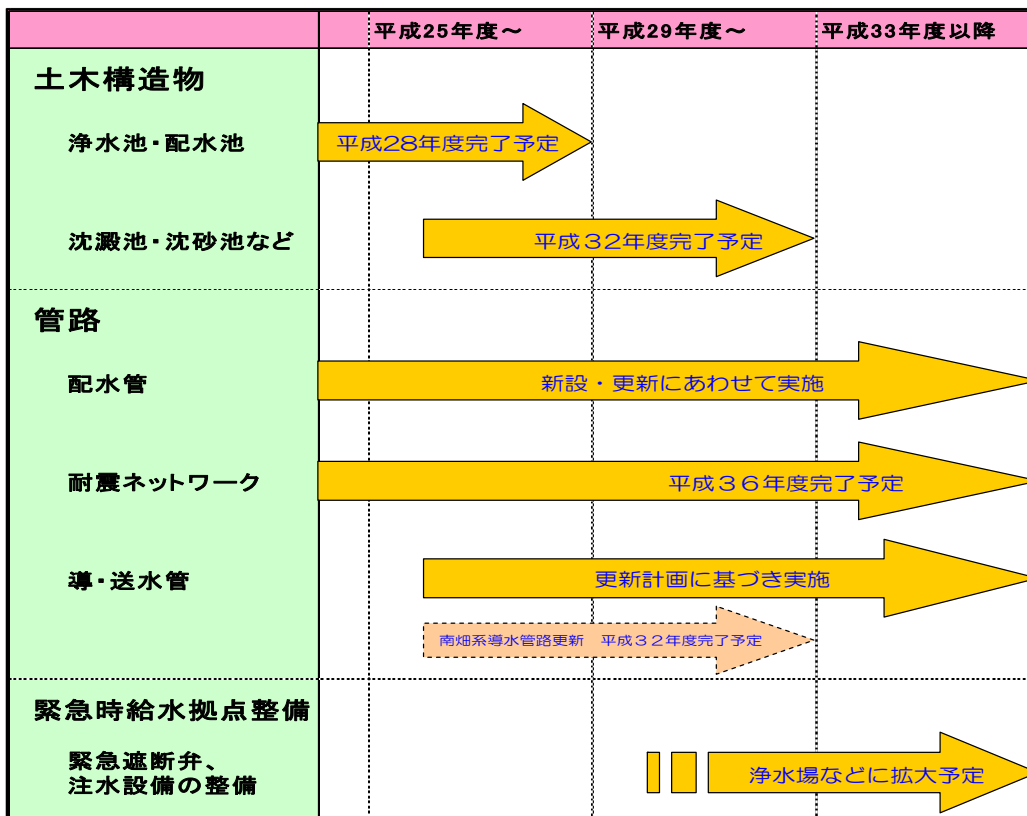 平成25年度～ 平成29年度～ 平成33年度以降
土木構造物
浄水池・配水池 平成28年度完了予定
沈澱池・沈砂池など 平成３２年度完了予定
管路
配水管 新設・更新にあわせて実施
耐震ネットワーク 平成３６年度完了予定
導・送水管 更新計画に基づき実施
南畑系導水管路更新　平成３２年度完了予定
緊急時給水拠点整備
緊急遮断弁、
注水設備の整備 浄水場などに拡大予定